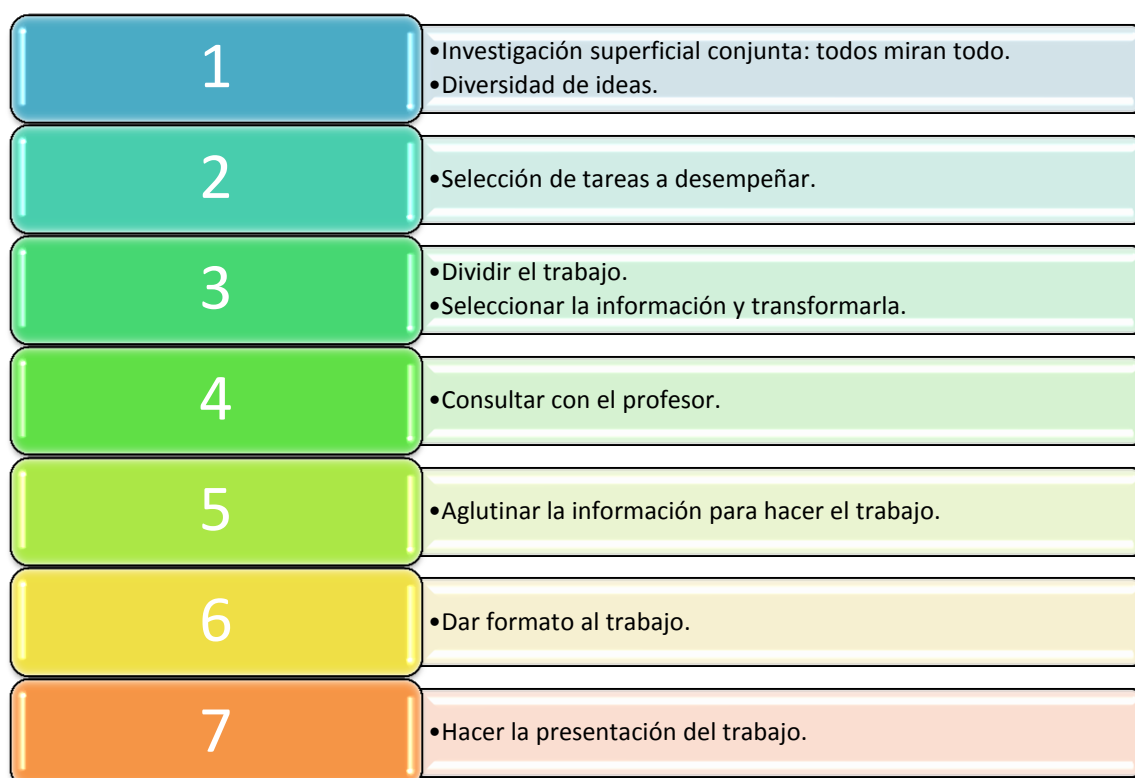 1
•Investigación superficial conjunta: todos miran todo.
•Diversidad de ideas.
2
•Selección de tareas a desempeñar.
3
•Dividir el trabajo.
•Seleccionar la información y transformarla.
4
•Consultar con el profesor.
5
•Aglutinar la información para hacer el trabajo.
6
•Dar formato al trabajo.
7
•Hacer la presentación del trabajo.